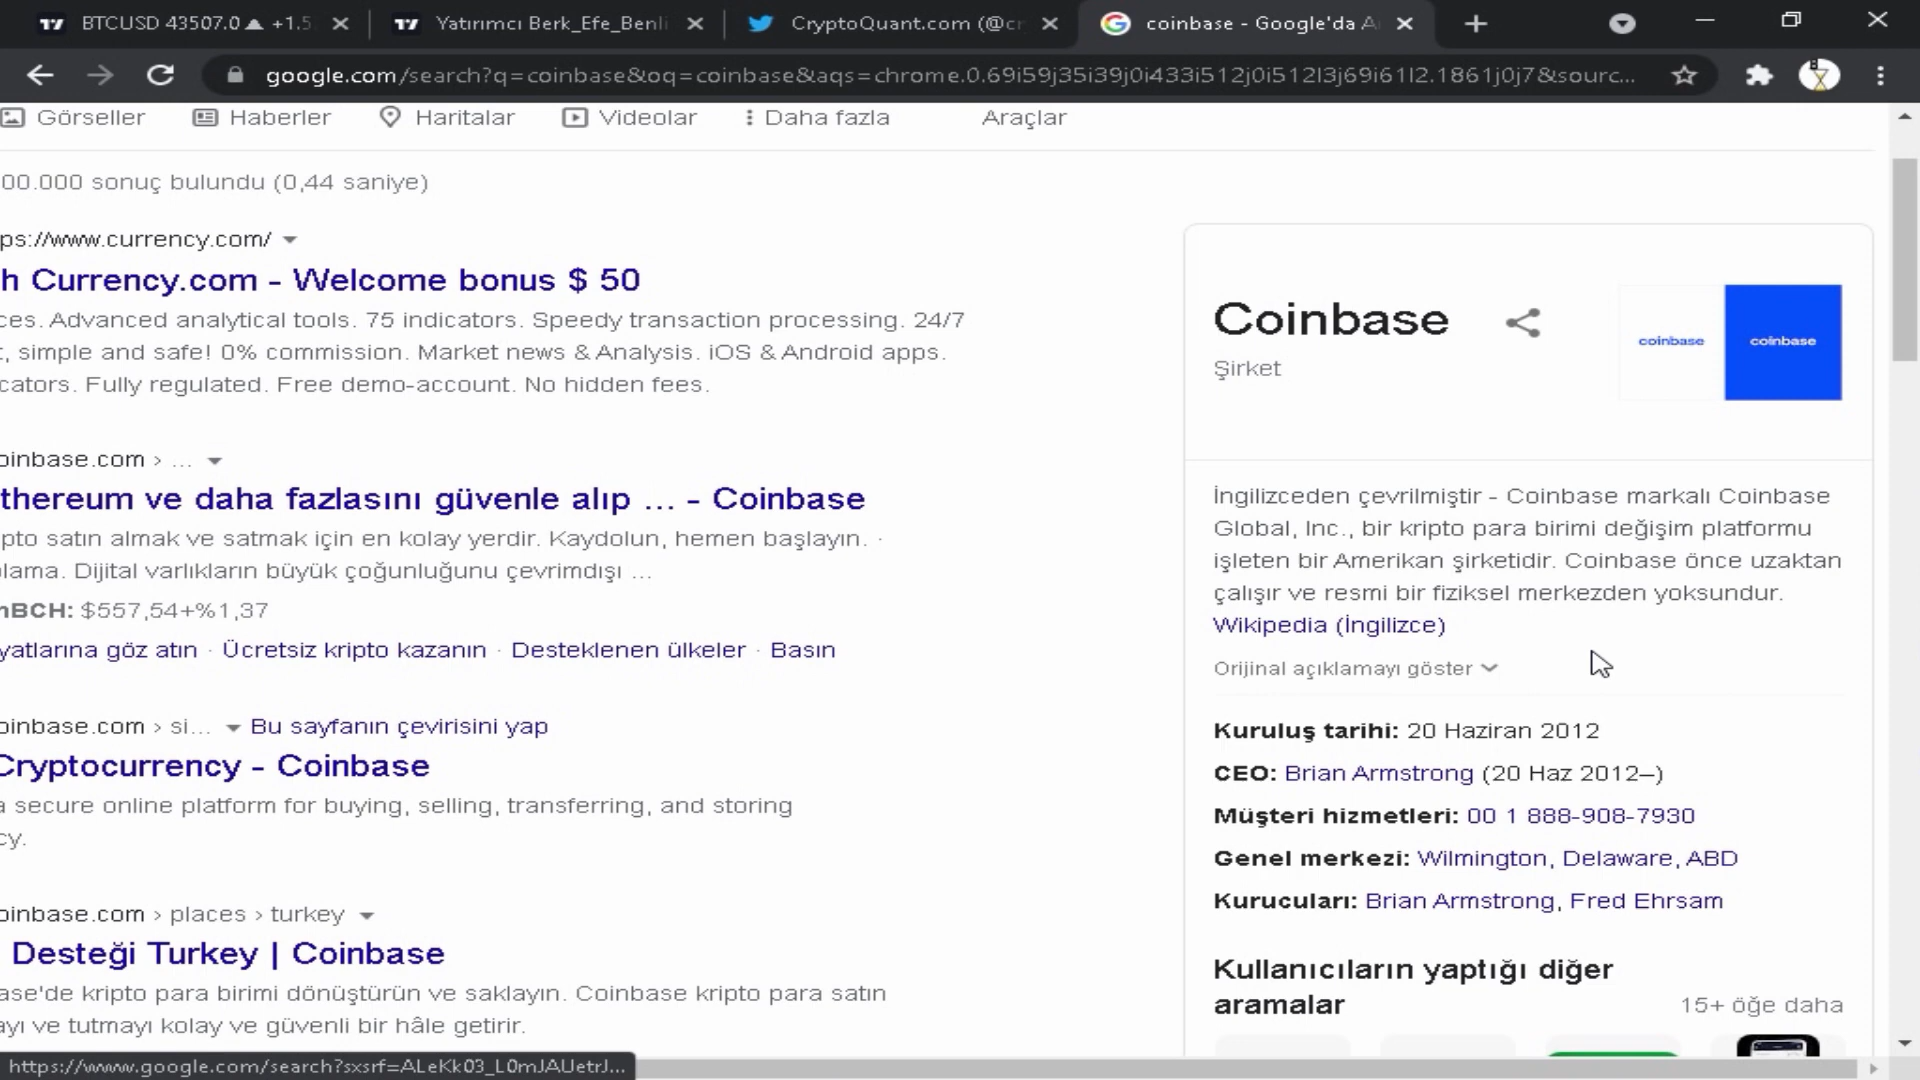 BTCUSD 43507.0 ▲ +1.5
Yatırımcı Berk_Efe_Benli
CryptoQuant.com (@cr
coinbase - Google'da A
google.com/search?q=coinbase&oq=coinbase&aqs=chrome.0.69i59j35i39j0i433i512j0i512l3j69i61l2.1861j0j7&sourc...
Görseller
Haberler
Haritalar
Videolar
Daha fazla
Araçlar
00.000 sonuç bulundu (0,44 saniye)
ps://www.currency.com/
h Currency.com - Welcome bonus $ 50
ces. Advanced analytical tools. 75 indicators. Speedy transaction processing. 24/7
t, simple and safe! 0% commission. Market news & Analysis. iOS & Android apps.
cators. Fully regulated. Free demo-account. No hidden fees.
oinbase.com › ...
thereum ve daha fazlasını güvenle alıp ... - Coinbase
pto satın almak ve satmak için en kolay yerdir. Kaydolun, hemen başlayın. ·
lama. Dijital varlıkların büyük çoğunluğunu çevrimdışı ...
nBCH: $557,54+%1,37
yatlarına göz atın · Ücretsiz kripto kazanın · Desteklenen ülkeler · Basın
oinbase.com › si... Bu sayfanın çevirisini yap
Cryptocurrency - Coinbase
a secure online platform for buying, selling, transferring, and storing
cy.
oinbase.com › places › turkey
Desteği Turkey | Coinbase
ase'de kripto para birimi dönüştürün ve saklayın. Coinbase kripto para satın
ayı ve tutmayı kolay ve güvenli bir hâle getirir.
Coinbase
Şirket
coinbase
coinbase
İngilizceden çevrilmiştir - Coinbase markalı Coinbase
Global, Inc., bir kripto para birimi değişim platformu
işleten bir Amerikan şirketidir. Coinbase önce uzaktan
çalışır ve resmi bir fiziksel merkezden yoksundur.
Wikipedia (İngilizce)
Orijinal açıklamayı göster
Kuruluş tarihi: 20 Haziran 2012
CEO: Brian Armstrong (20 Haz 2012–)
Müşteri hizmetleri: 00 1 888-908-7930
Genel merkezi: Wilmington, Delaware, ABD
Kurucuları: Brian Armstrong, Fred Ehrsam
Kullanıcıların yaptığı diğer
aramalar
15+ öğe daha
https://www.google.com/search?sxsrf=ALeKk03_L0mJAUetrJ...